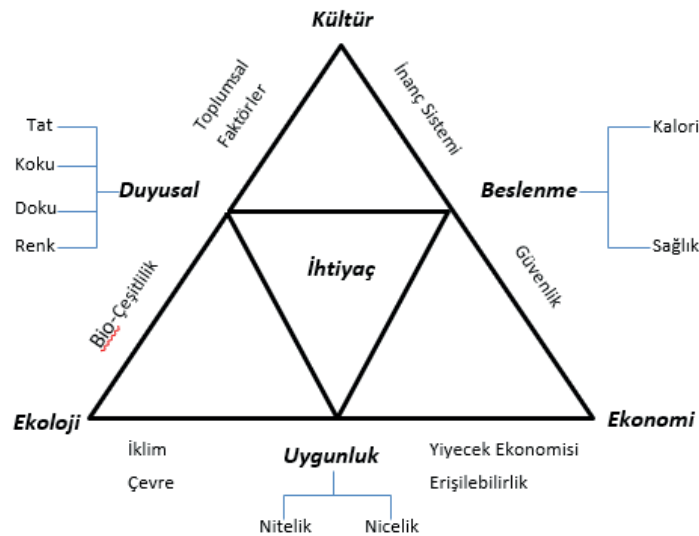 Kültür
Toplumsal
Faktörler
İnanç Sistemi
Tat
Koku
Doku
Renk
Duyusal
Beslenme
Kalori
Sağlık
İhtiyaç
Bio-Çeşitlilik
Güvenlik
Ekoloji
Ekonomi
İklim
Çevre
Uygunluk
Yiyecek Ekonomisi
Erişilebilirlik
Nitelik
Nicelik